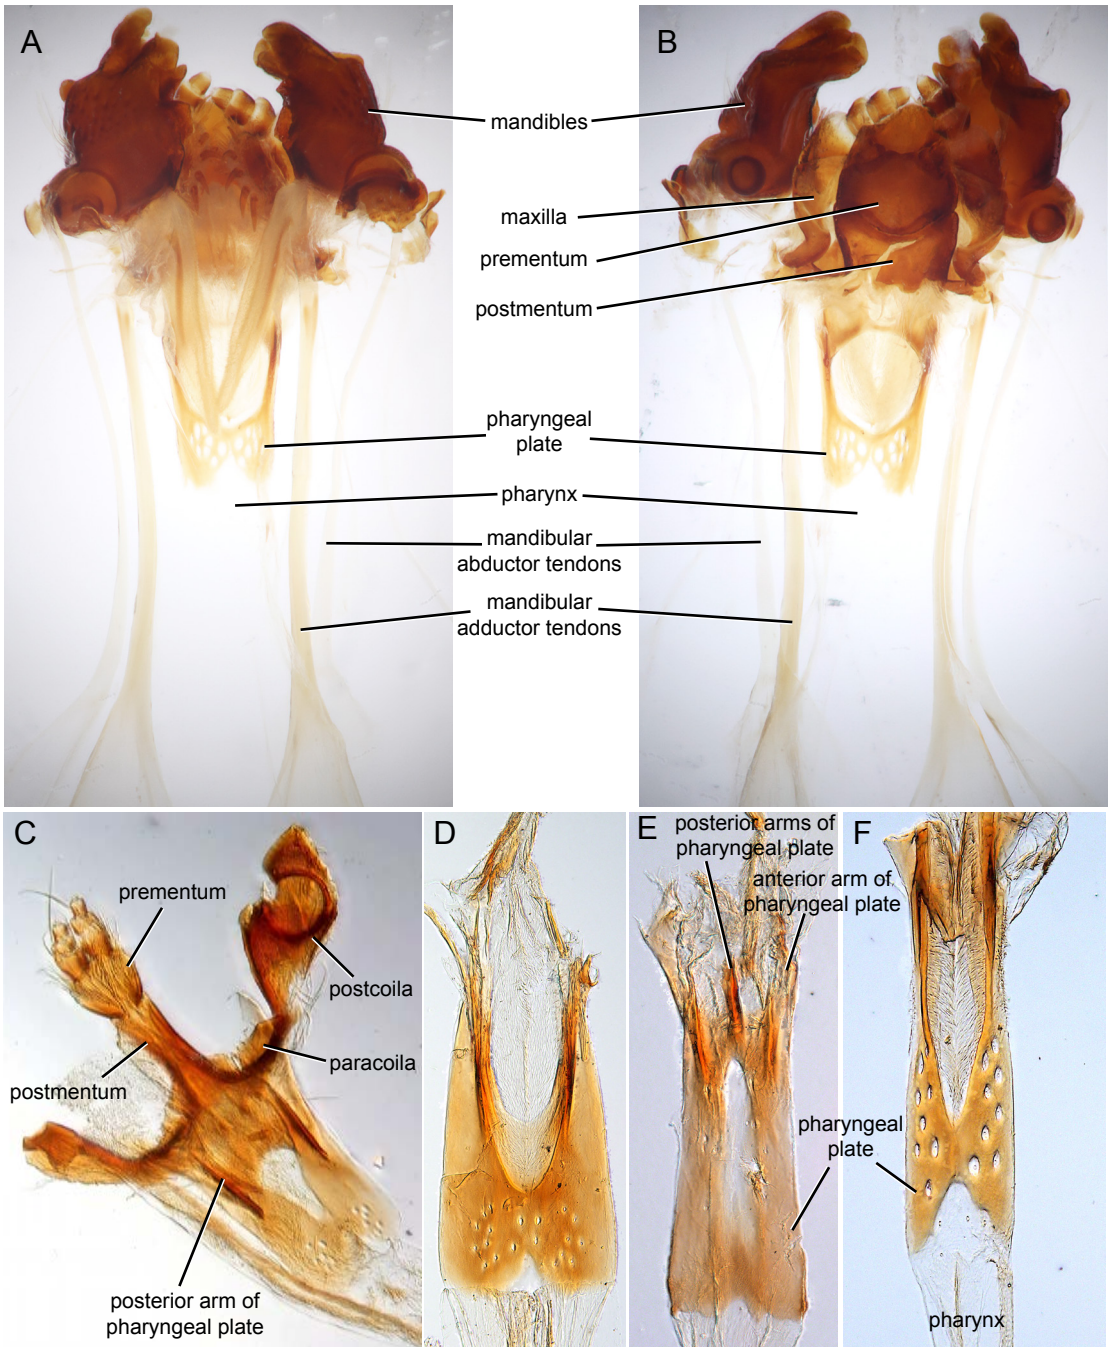 A
B
mandibles
maxilla
prementum
postmentum
pharyngeal
plate
pharynx
mandibular
abductor tendons
mandibular
adductor tendons
C
prementum
postcoila
paracoila
postmentum
posterior arm of
pharyngeal plate
D
E
posterior arms of
pharyngeal plate
anterior arm of
pharyngeal plate
pharyngeal
plate
F
pharynx